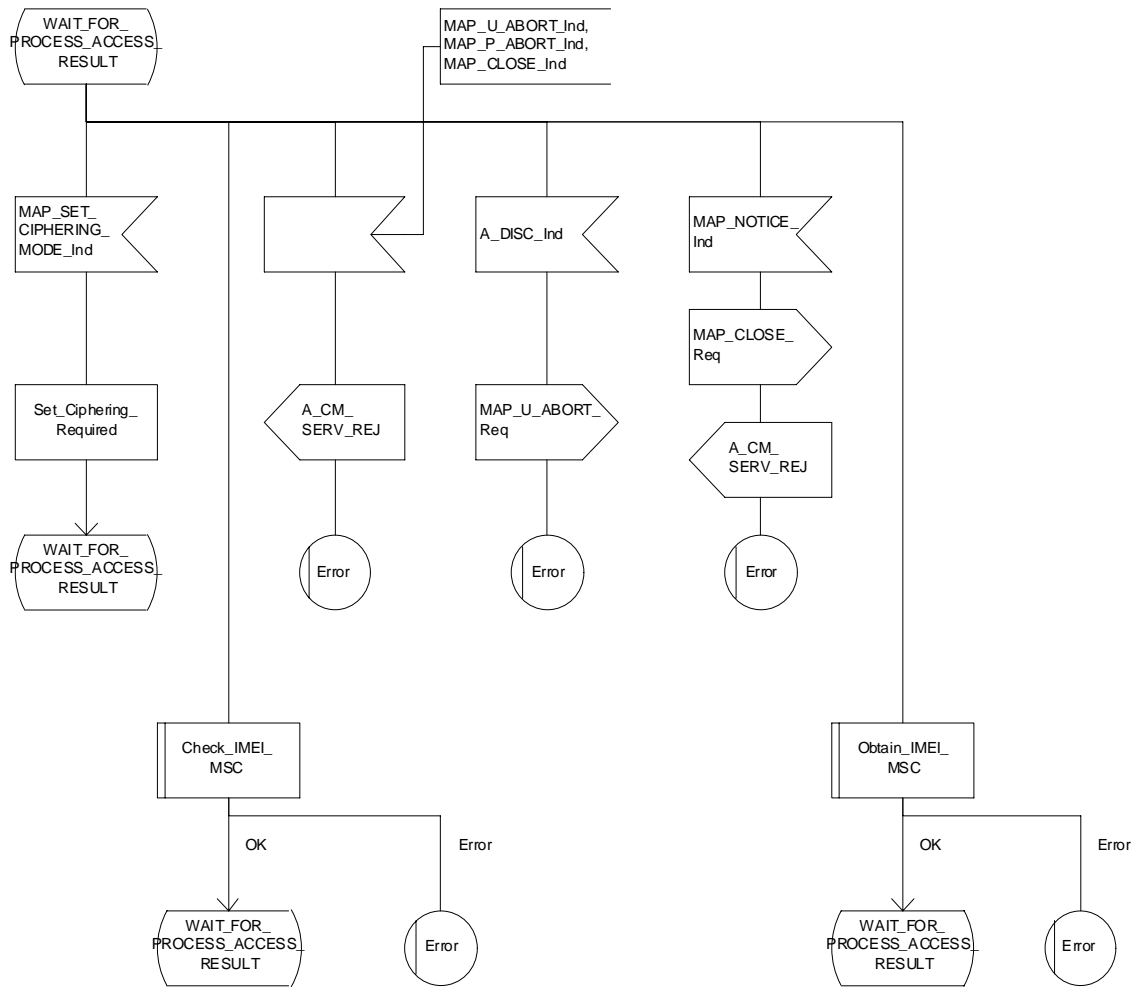 WAIT_FOR_
PROCESS_ACCESS_
RESULT
MAP_U_ABORT_Ind,
MAP_P_ABORT_Ind,
MAP_CLOSE_Ind
MAP_SET_
CIPHERING_
MODE_Ind
A_DISC_Ind
MAP_NOTICE_
Ind
MAP_CLOSE_
Req
Set_Ciphering_
Required
A_CM_
SERV_REJ
MAP_U_ABORT_
Req
A_CM_
SERV_REJ
WAIT_FOR_
PROCESS_ACCESS_
RESULT
Error
Error
Error
Check_IMEI_
MSC
Obtain_IMEI_
MSC
OK
Error
OK
Error
WAIT_FOR_
PROCESS_ACCESS_
RESULT
Error
WAIT_FOR_
PROCESS_ACCESS_
RESULT
Error